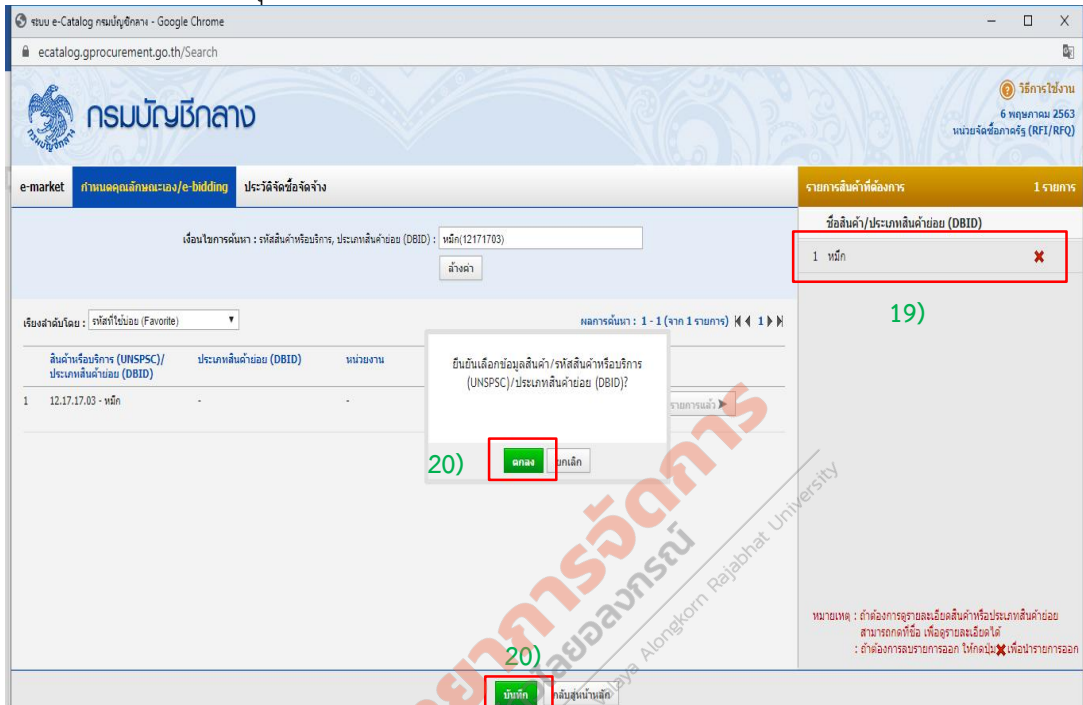 ระบบ e-Catalog กรมบัญชีกลาง - Google Chrome
ecatalog.gprocurement.go.th/Search
กรมบัญชีกลาง
วิธีการใช้งาน
6 พฤษภาคม 2563
หน่วยจัดซื้อภาครัฐ (RFI/RFQ)
e-market กำหนดคุณลักษณะเอง/e-bidding ประวัติจัดซื้อจัดจ้าง
รายการสินค้าที่ต้องการ 1 รายการ
ชื่อสินค้า/ประเภทสินค้าย่อย (DBID)
1 หมึก
19)
เงื่อนไขการค้นหา : รหัสสินค้าหรือบริการ, ประเภทสินค้าย่อย (DBID) : หมึก(12171703)
ล้างค่า
เรียงลำดับโดย : รหัสที่ใช้บ่อย (Favorite)
ผลการค้นหา : 1 - 1 (จาก 1 รายการ) 1
สินค้าหรือบริการ (UNSPSC)/ ประเภทสินค้าย่อย (DBID) หน่วยงาน
ประเภทสินค้าย่อย (DBID)
1 12.17.17.03 - หมึก - -
รายการแล้ว
ยืนยันเลือกข้อมูลสินค้า/รหัสสินค้าหรือบริการ
(UNSPSC)/ประเภทสินค้าย่อย (DBID)?
20) ตกลง ยกเลิก
หมายเหตุ : ถ้าต้องการดูรายละเอียดสินค้าหรือประเภทสินค้าย่อย
สามารถกดที่ชื่อ เพื่อดูรายละเอียดได้
: ถ้าต้องการลบรายการออก ให้กดปุ่ม เพื่อนำรายการออก
20)
บันทึก กลับสู่หน้าหลัก
Alongkorn Rajabhat University